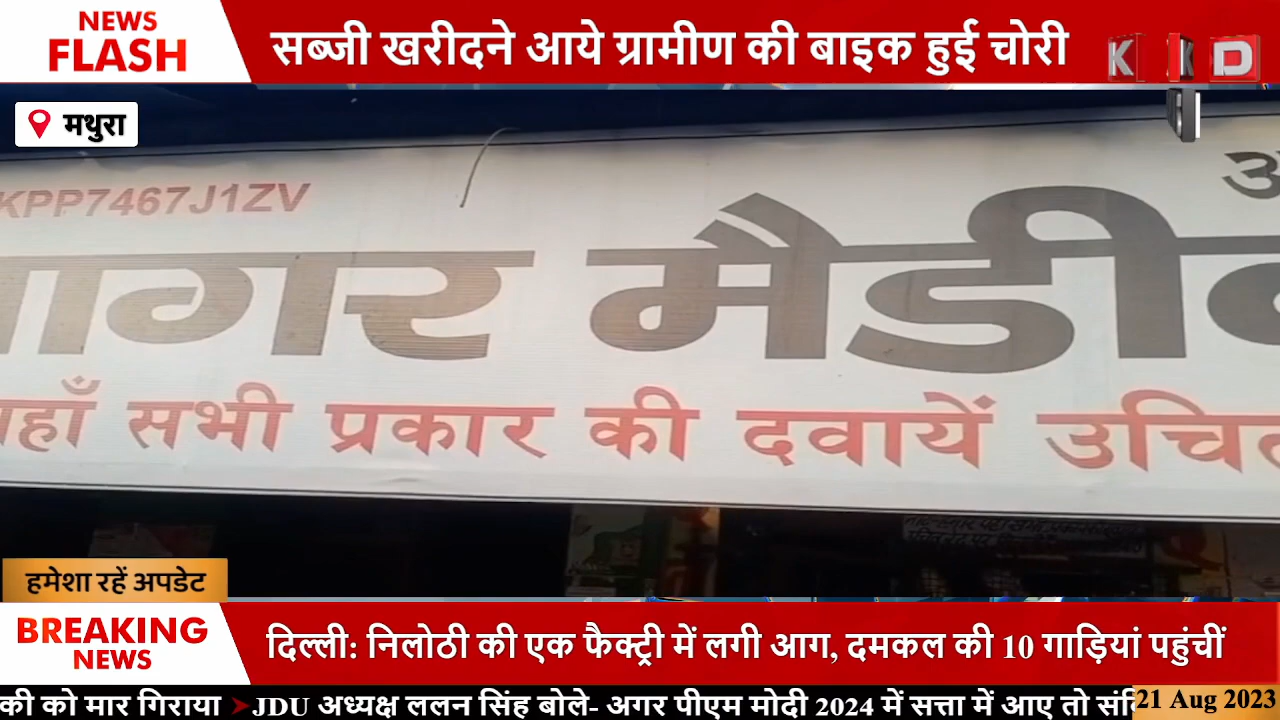 NEWS
FLASH
सब्जी खरीदने आये ग्रामीण की बाइक हुई चोरी
K K D
मथुरा
KPP7467J1ZV
ागर मैडी
सभी प्रकार की दवायें उचित
हमेशा रहें अपडेट
BREAKING
NEWS
दिल्ली: निलोठी की एक फैक्ट्री में लगी आग, दमकल की 10 गाड़ियां पहुंचीं
की को मार गिराया ➤JDU अध्यक्ष ललन सिंह बोले- अगर पीएम मोदी 2024 में सत्ता में आए तो
21 Aug 2023